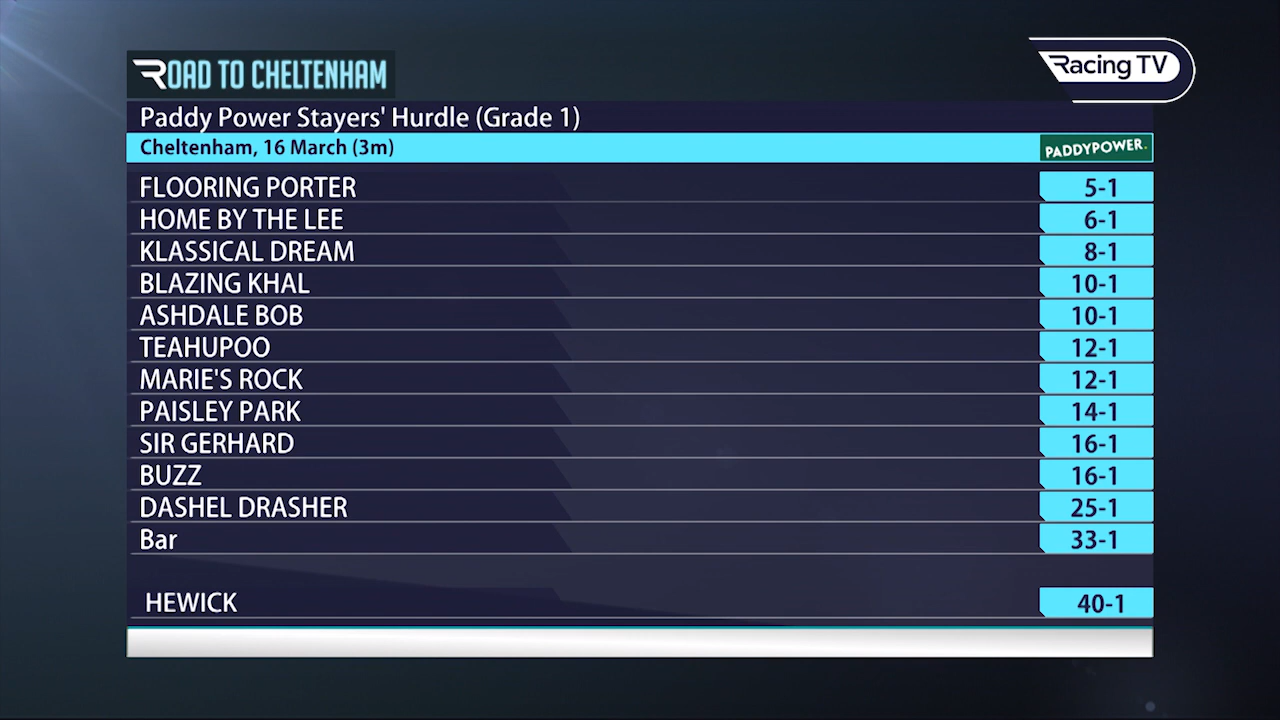 ROAD TO CHELTENHAM
Racing TV
Paddy Power Stayers' Hurdle (Grade 1)
Cheltenham, 16 March (3m)
PADDYPOWER.
FLOORING PORTER 5-1
HOME BY THE LEE 6-1
KLASSICAL DREAM 8-1
BLAZING KHAL 10-1
ASHDALE BOB 10-1
TEAHUPOO 12-1
MARIE'S ROCK 12-1
PAISLEY PARK 14-1
SIR GERHARD 16-1
BUZZ 16-1
DASHEL DRASHER 25-1
Bar 33-1
HEWICK 40-1